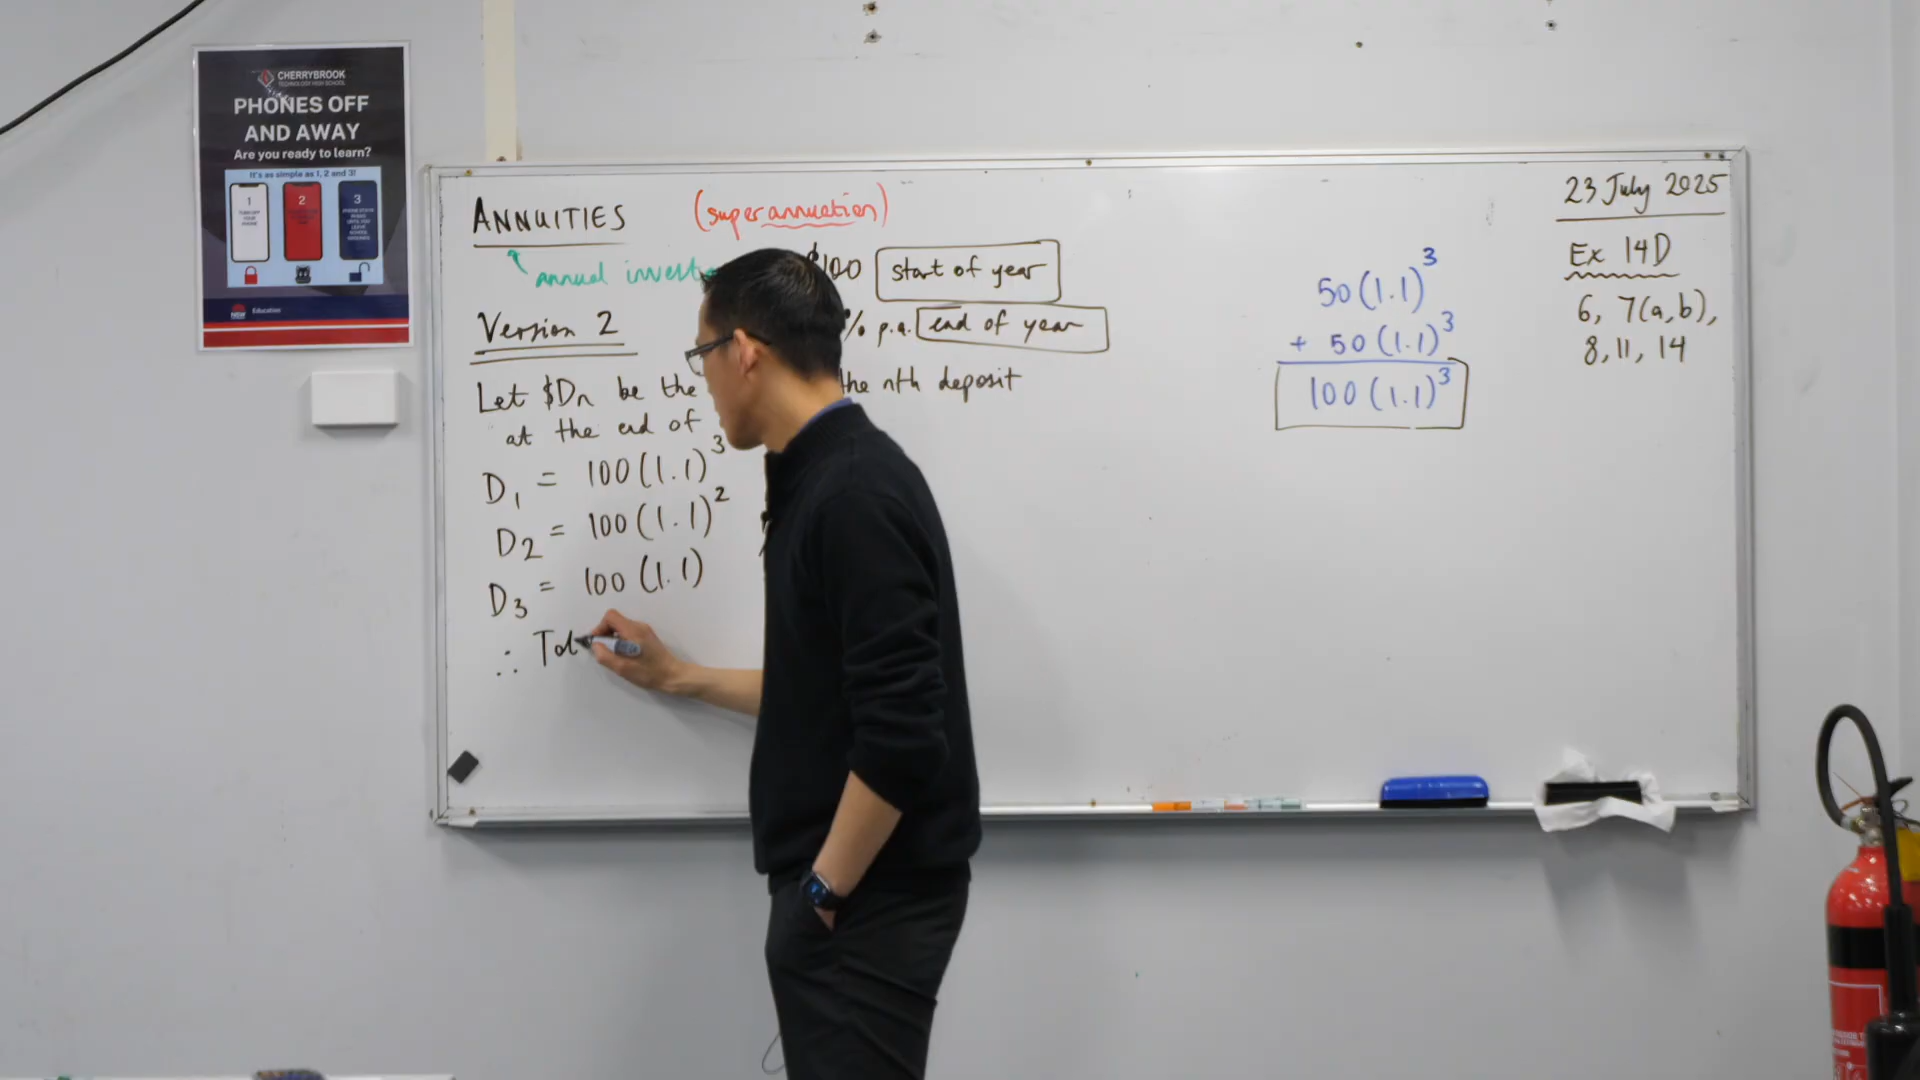 CHERRYBROOK
TECHNOLOGY HIGH SCHOOL
PHONES OFF
AND AWAY
Are you ready to learn?
It's as simple as 1, 2 and 3!
1
2
3
NSW
Education
ANNUITIES (superannuation)
annual invest $100 start of year
Version 2 % p.a. end of year
Let $Dn be the the nth deposit
at the end of
D₁ = 100(1.1)³
D₂ = 100(1.1)²
D₃ = 100(1.1)
∴ Tot
50(1.1)³
+ 50(1.1)³
100(1.1)³
23 July 2025
Ex 14D
6, 7(a,b),
8, 11, 14